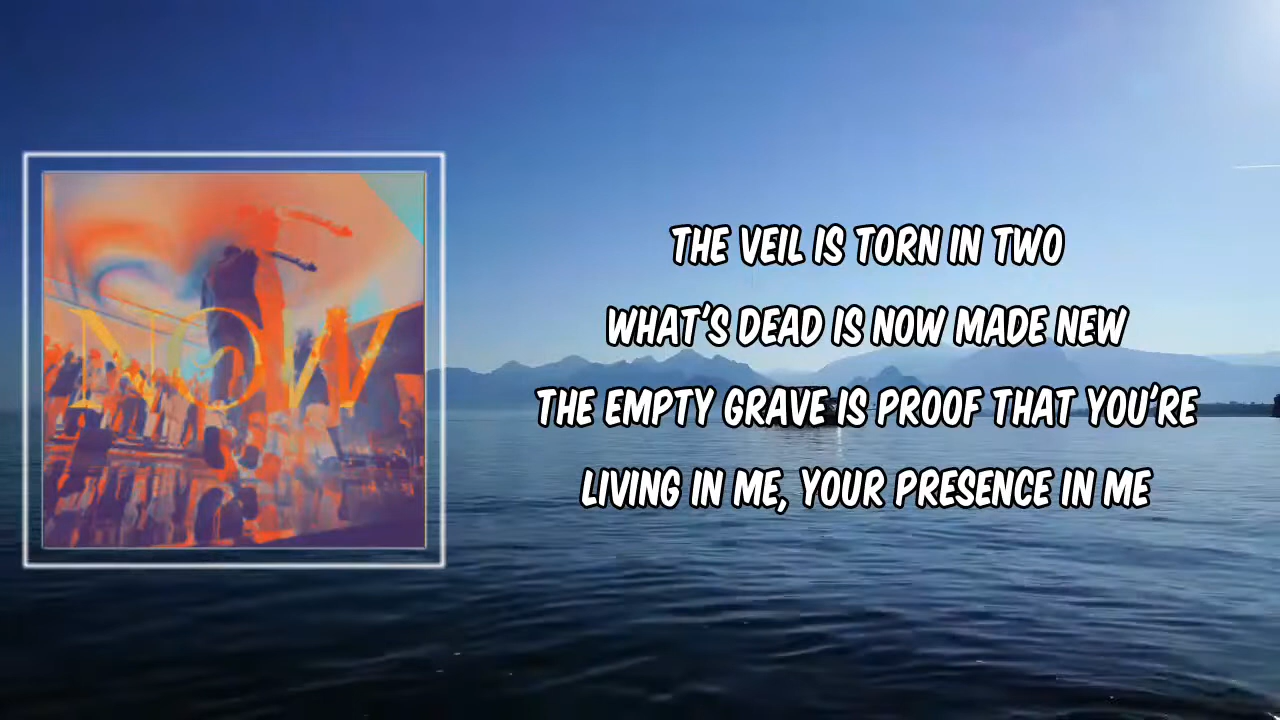 NOW
THE VEIL IS TORN IN TWO
WHAT'S DEAD IS NOW MADE NEW
THE EMPTY GRAVE IS PROOF THAT YOU'RE
LIVING IN ME, YOUR PRESENCE IN ME